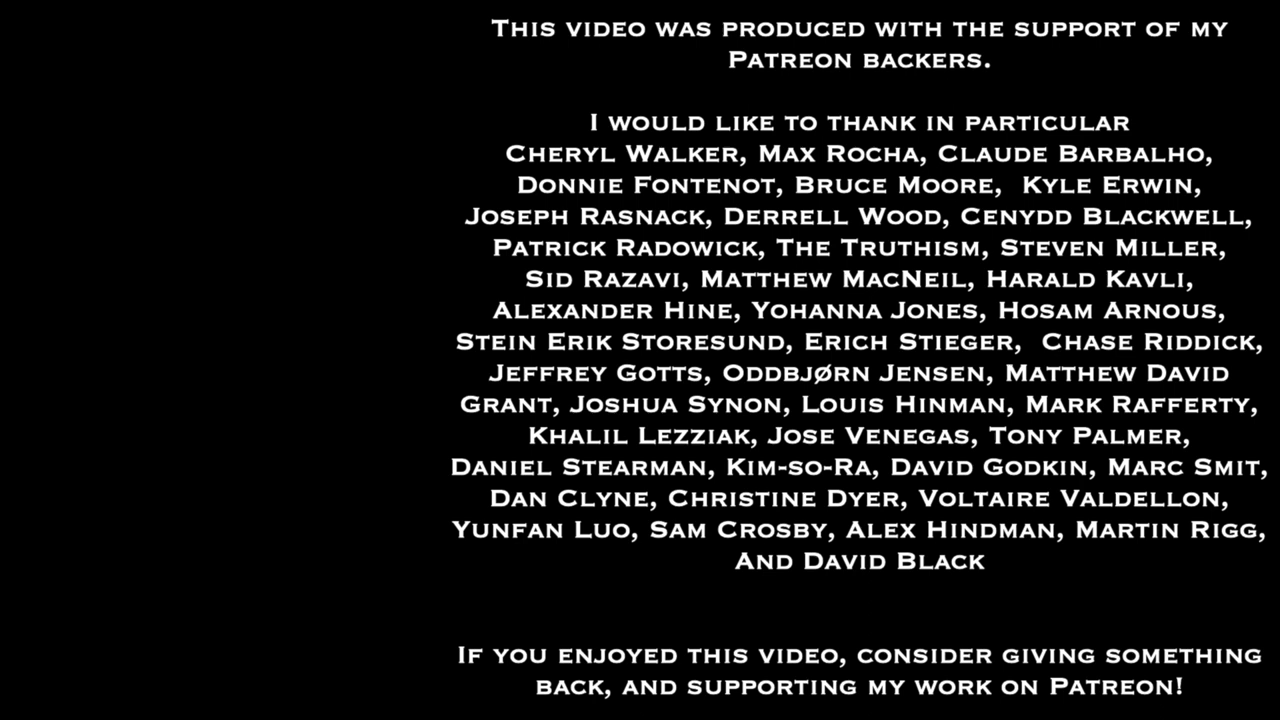 This video was produced with the support of my
Patreon backers.
I would like to thank in particular
Cheryl Walker, Max Rocha, Claude Barbalho,
Donnie Fontenot, Bruce Moore,  Kyle Erwin,
Joseph Rasnack, Derrell Wood, Cenydd Blackwell,
Patrick Radowick, The Truthism, Steven Miller,
Sid Razavi, Matthew MacNeil, Harald Kavli,
Alexander Hine, Yohanna Jones, Hosam Arnous,
Stein Erik Storesund, Erich Stieger,  Chase Riddick,
Jeffrey Gotts, Oddbjørn Jensen, Matthew David
Grant, Joshua Synon, Louis Hinman, Mark Rafferty,
Khalil Lezziak, Jose Venegas, Tony Palmer,
Daniel Stearman, Kim-so-Ra, David Godkin, Marc Smit,
Dan Clyne, Christine Dyer, Voltaire Valdellon,
Yunfan Luo, Sam Crosby, Alex Hindman, Martin Rigg,
And David Black
If you enjoyed this video, consider giving something
back, and supporting my work on Patreon!